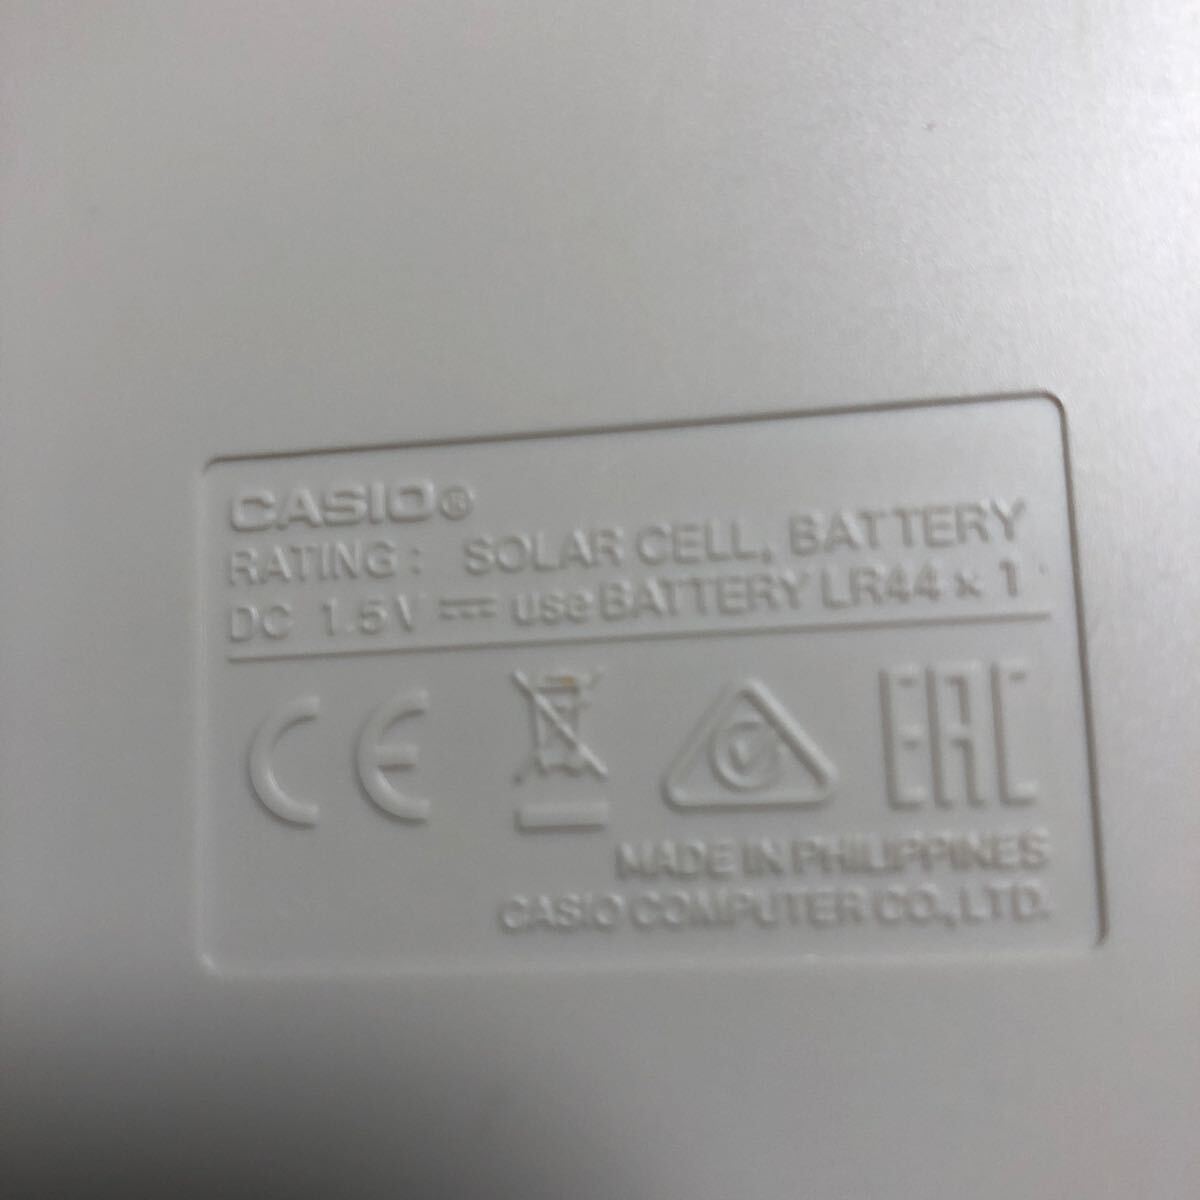 CASIO®
RATING: SOLAR CELL, BATTERY
DC 1.5V ⎓ use BATTERY LR44 x 1
CE EAC
MADE IN PHILIPPINES
CASIO COMPUTER CO., LTD.